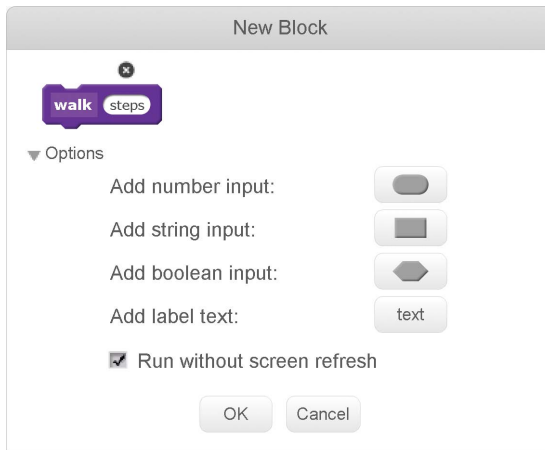 New Block
walk steps
Options
Add number input:
Add string input:
Add boolean input:
Add label text: text
Run without screen refresh
OK Cancel